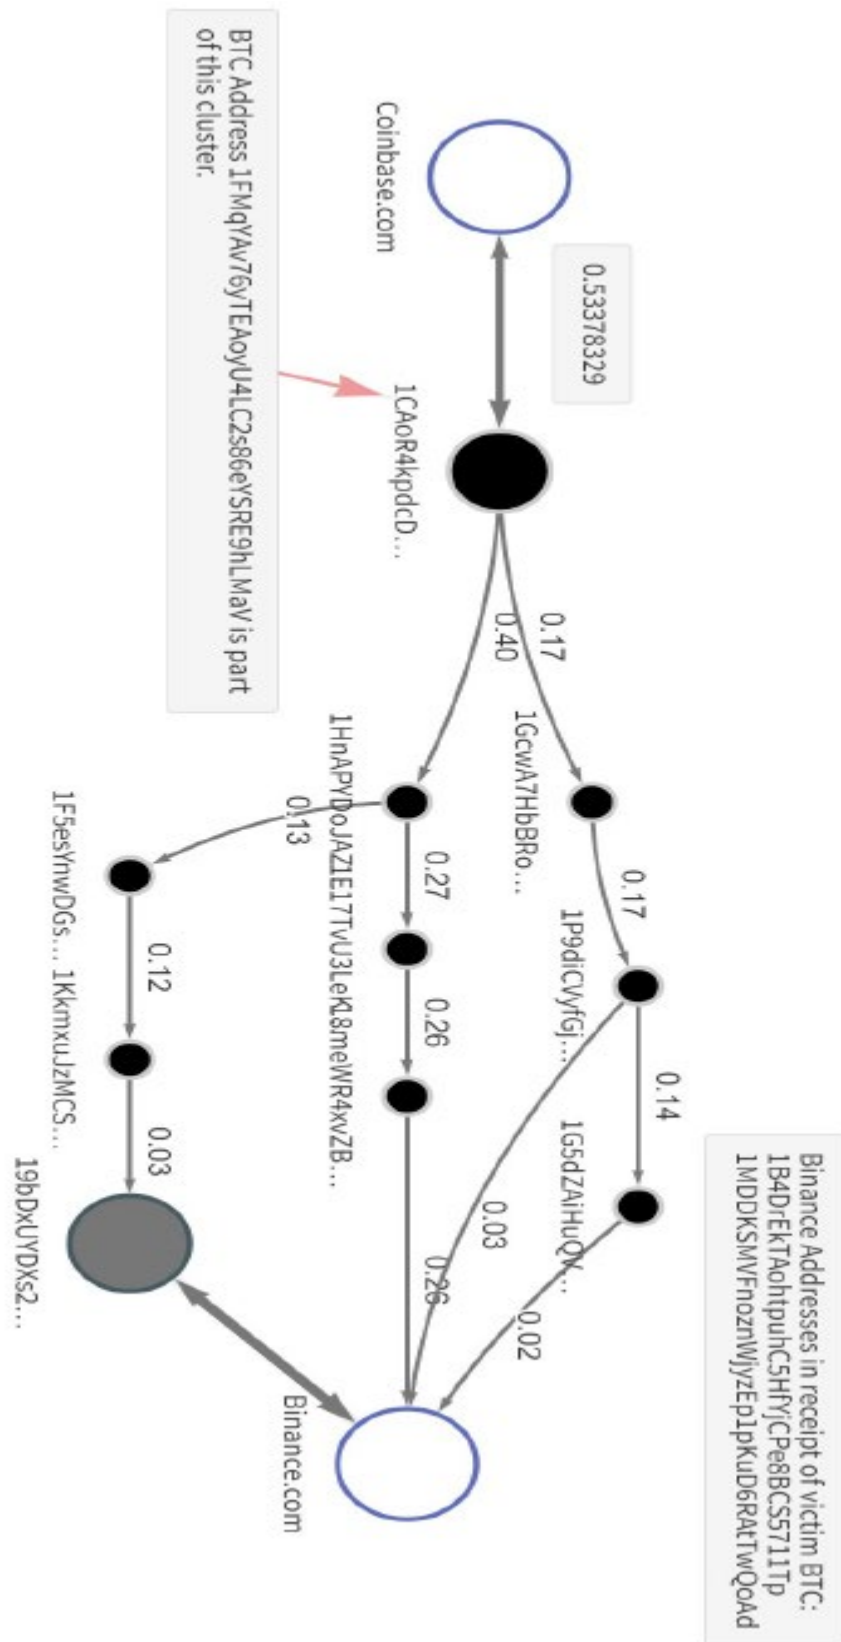 Binance Addresses in receipt of victim BTC:
1B4DrEkTAohtpuhC5HfYjCPe8BCS5711Tp
1MDDKSMVFnoznWjyzEp1pKuD6RAtTwQoAd
0.53378329
Coinbase.com
1CAoR4kpdcD...
BTC Address 1FMqYAv76yTEAoyU4LC2s86eYSRE9hLMaV is part
of this cluster.
0.17
0.40
1GcwA7HbBRo...
0.17
1P9diCVyfGj...
0.14
1G5dZAiHuQV...
0.03
0.02
0.27
0.26
0.26
1HnAPYDoJAZ1E17TvU3LeK18meWR4xvZB...
0.13
0.12
0.03
1F5esYnwDGs...
1KkmxuJzMCS...
19bDxUYDXs2...
Binance.com